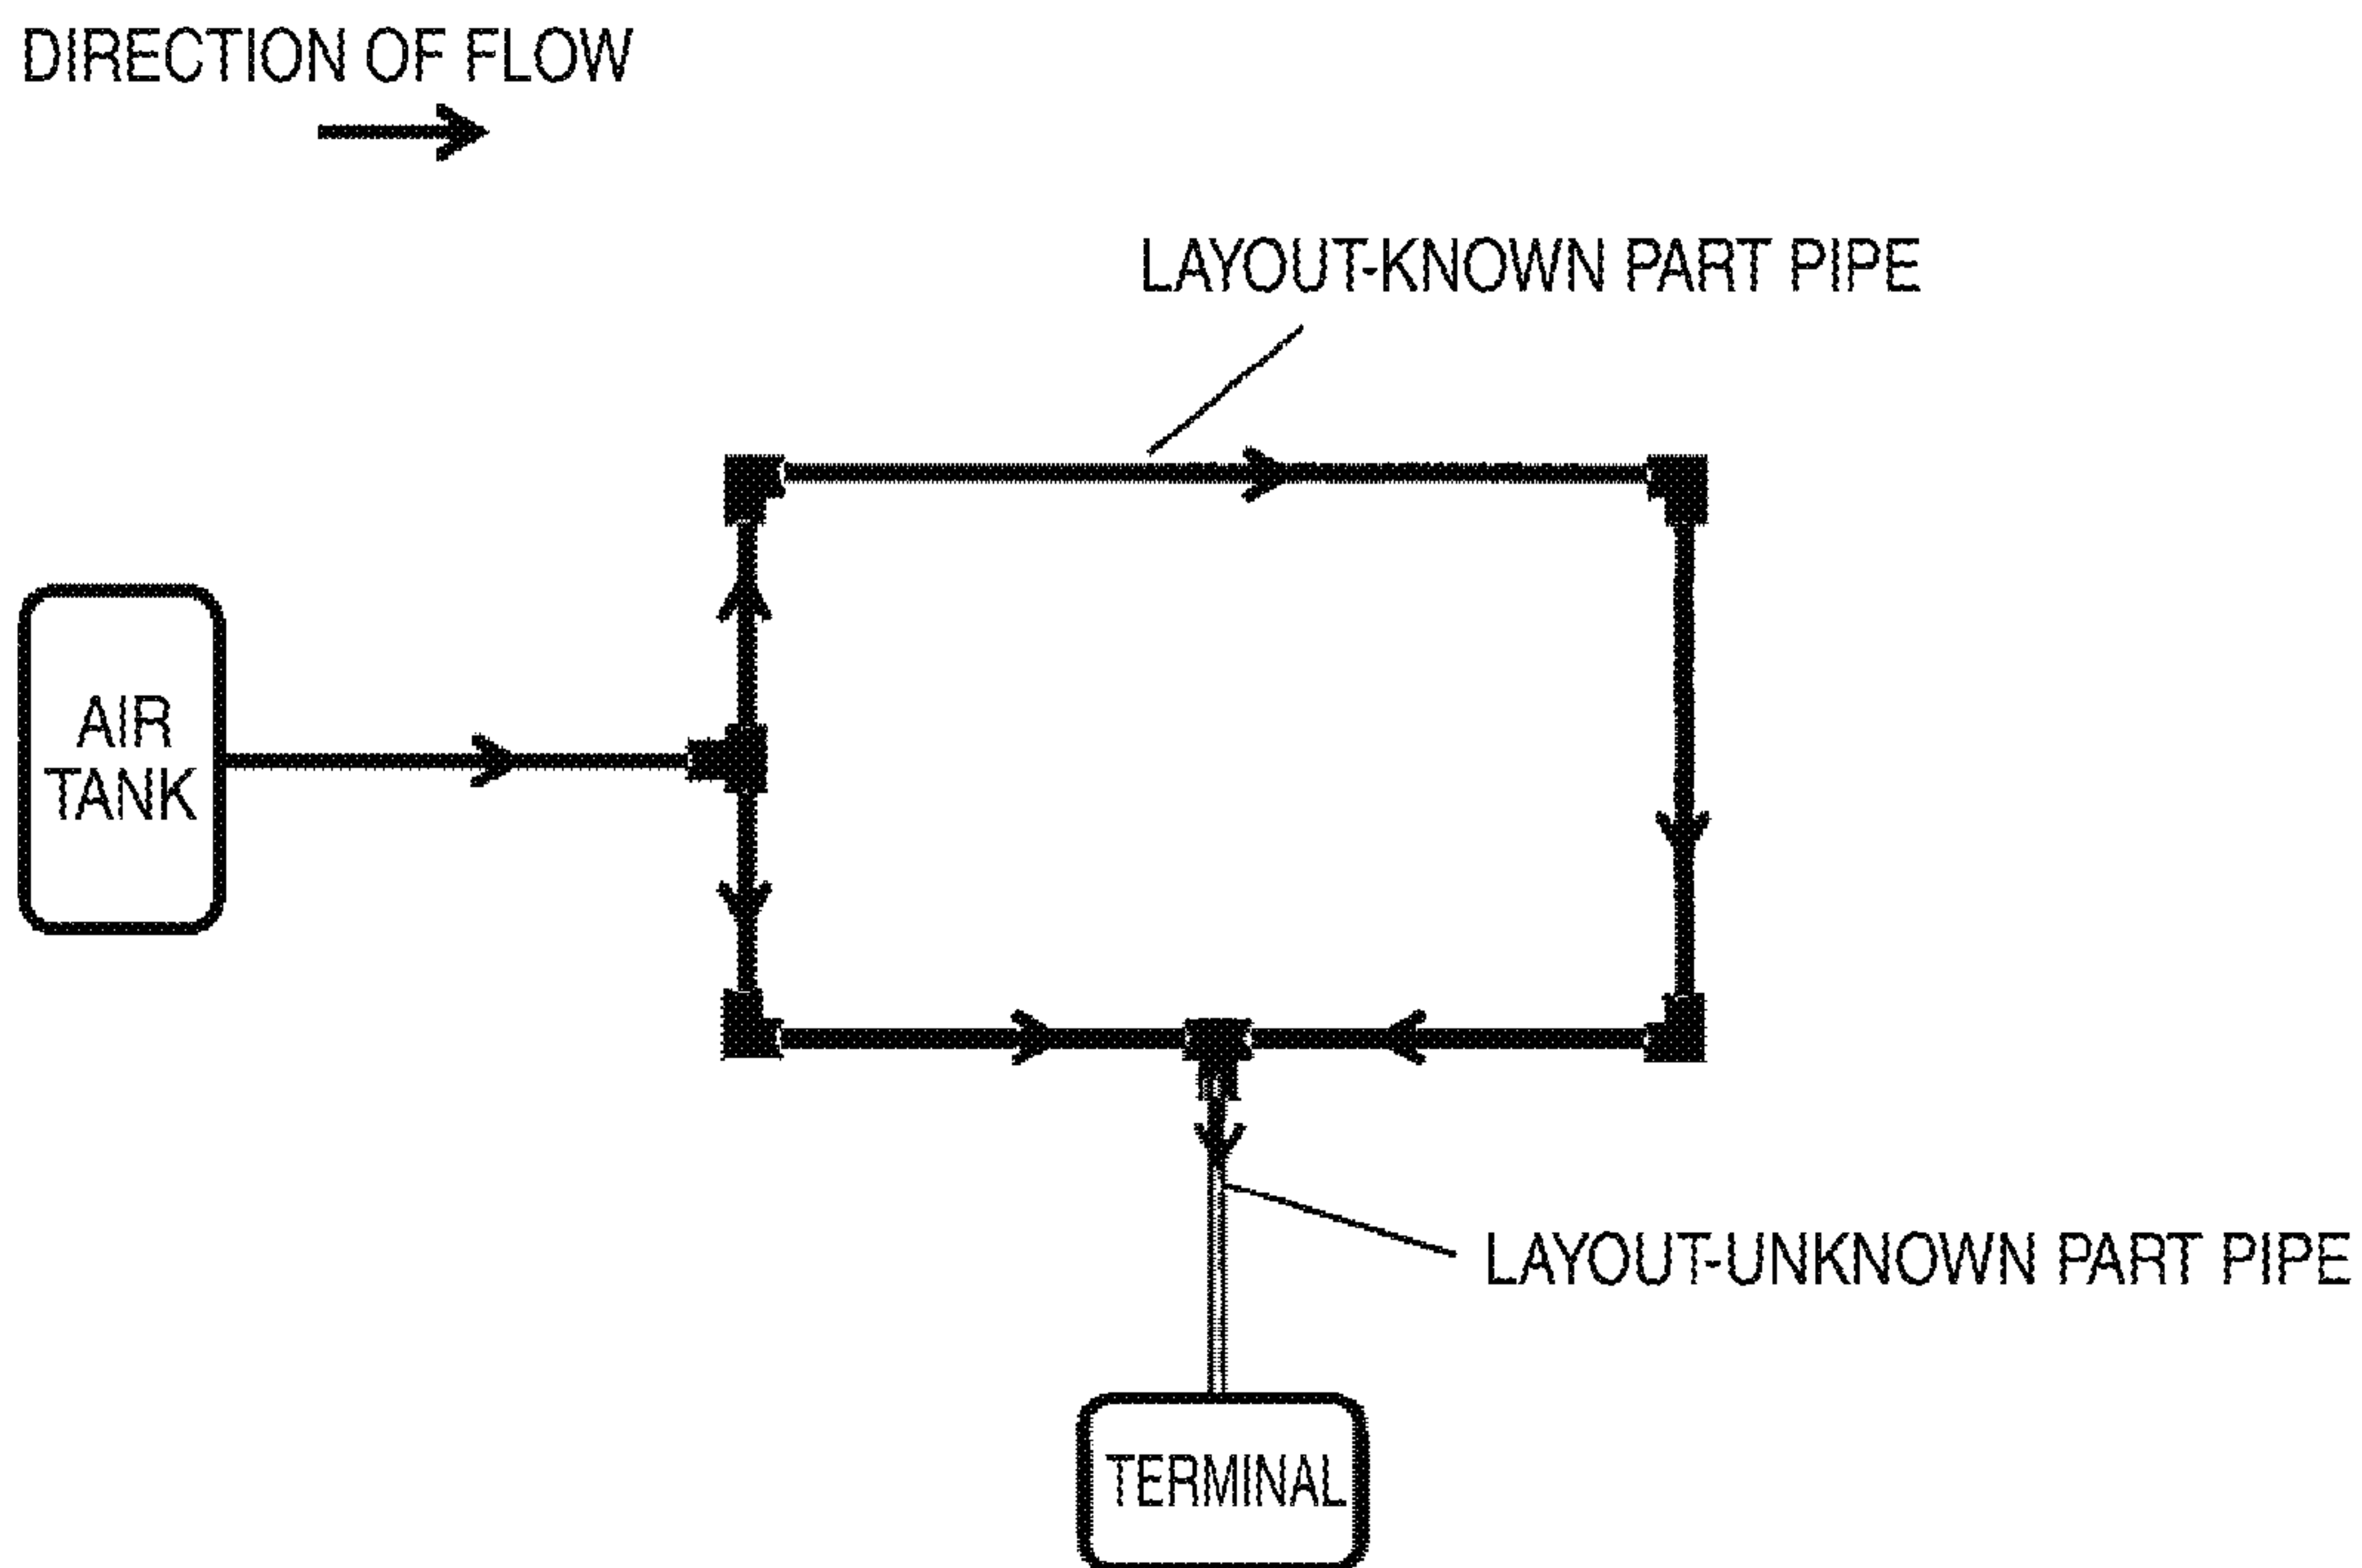 DIRECTION OF FLOW
LAYOUT-KNOWN PART PIPE
AIR
TANK
LAYOUT-UNKNOWN PART PIPE
TERMINAL